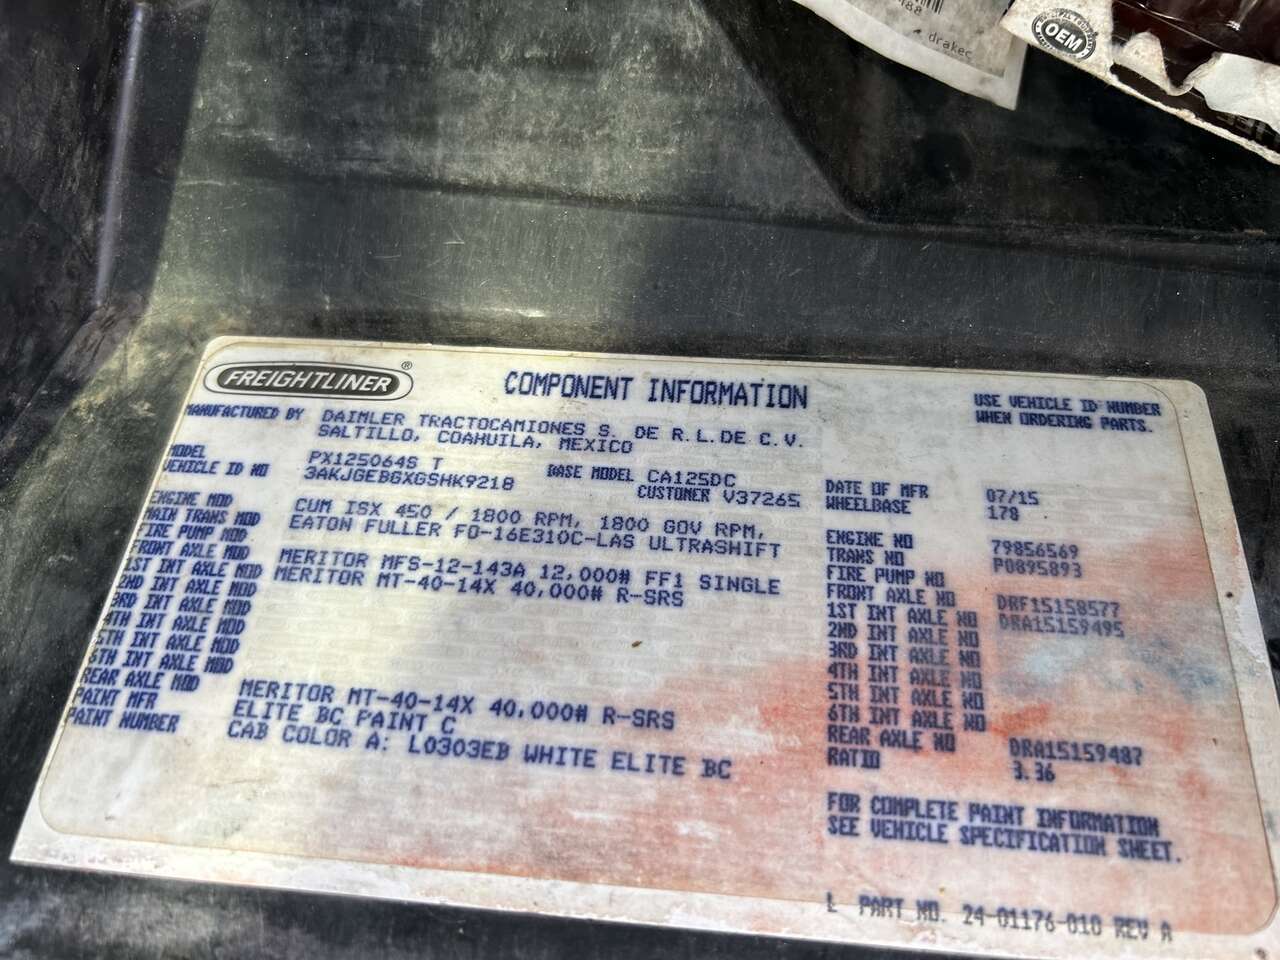 drakec
OEM
FREIGHTLINER®
COMPONENT INFORMATION
USE VEHICLE ID NUMBER
WHEN ORDERING PARTS.
MANUFACTURED BY DAIMLER TRACTOCAMIONES S. DE R.L.DE C.V.
SALTILLO, COAHUILA, MEXICO
MODEL PX125064S T
VEHICLE ID NO 3AKJGEBGXGSHK9218
BASE MODEL CA125DC
CUSTOMER V37265
DATE OF MFR 07/15
WHEELBASE 178
ENGINE MOD CUM ISX 450 / 1800 RPM, 1800 GOV RPM,
MAIN TRANS MOD EATON FULLER FO-16E310C-LAS ULTRASHIFT
FIRE PUMP MOD
FRONT AXLE MOD MERITOR MFS-12-143A 12,000# FF1 SINGLE
1ST INT AXLE MOD MERITOR MT-40-14X 40,000# R-SRS
2ND INT AXLE MOD
3RD INT AXLE MOD
4TH INT AXLE MOD
5TH INT AXLE MOD
6TH INT AXLE MOD
REAR AXLE MOD MERITOR MT-40-14X 40,000# R-SRS
PAINT MFR ELITE BC PAINT C
PAINT NUMBER CAB COLOR A: L0303EB WHITE ELITE BC
ENGINE NO 79856569
TRANS NO P0895893
FIRE PUMP NO
FRONT AXLE NO DRF15158577
1ST INT AXLE NO DRA15159495
2ND INT AXLE NO
3RD INT AXLE NO
4TH INT AXLE NO
5TH INT AXLE NO
6TH INT AXLE NO
REAR AXLE NO DRA15159487
RATIO 3.36
FOR COMPLETE PAINT INFORMATION
SEE VEHICLE SPECIFICATION SHEET.
L PART NO. 24-01176-010 REV A